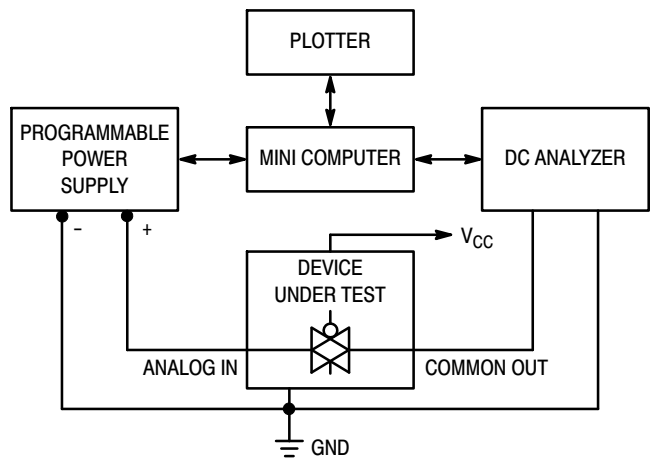 PLOTTER
PROGRAMMABLE
POWER
SUPPLY
MINI COMPUTER
DC ANALYZER
– +
VCC
DEVICE
UNDER TEST
ANALOG IN
COMMON OUT
GND